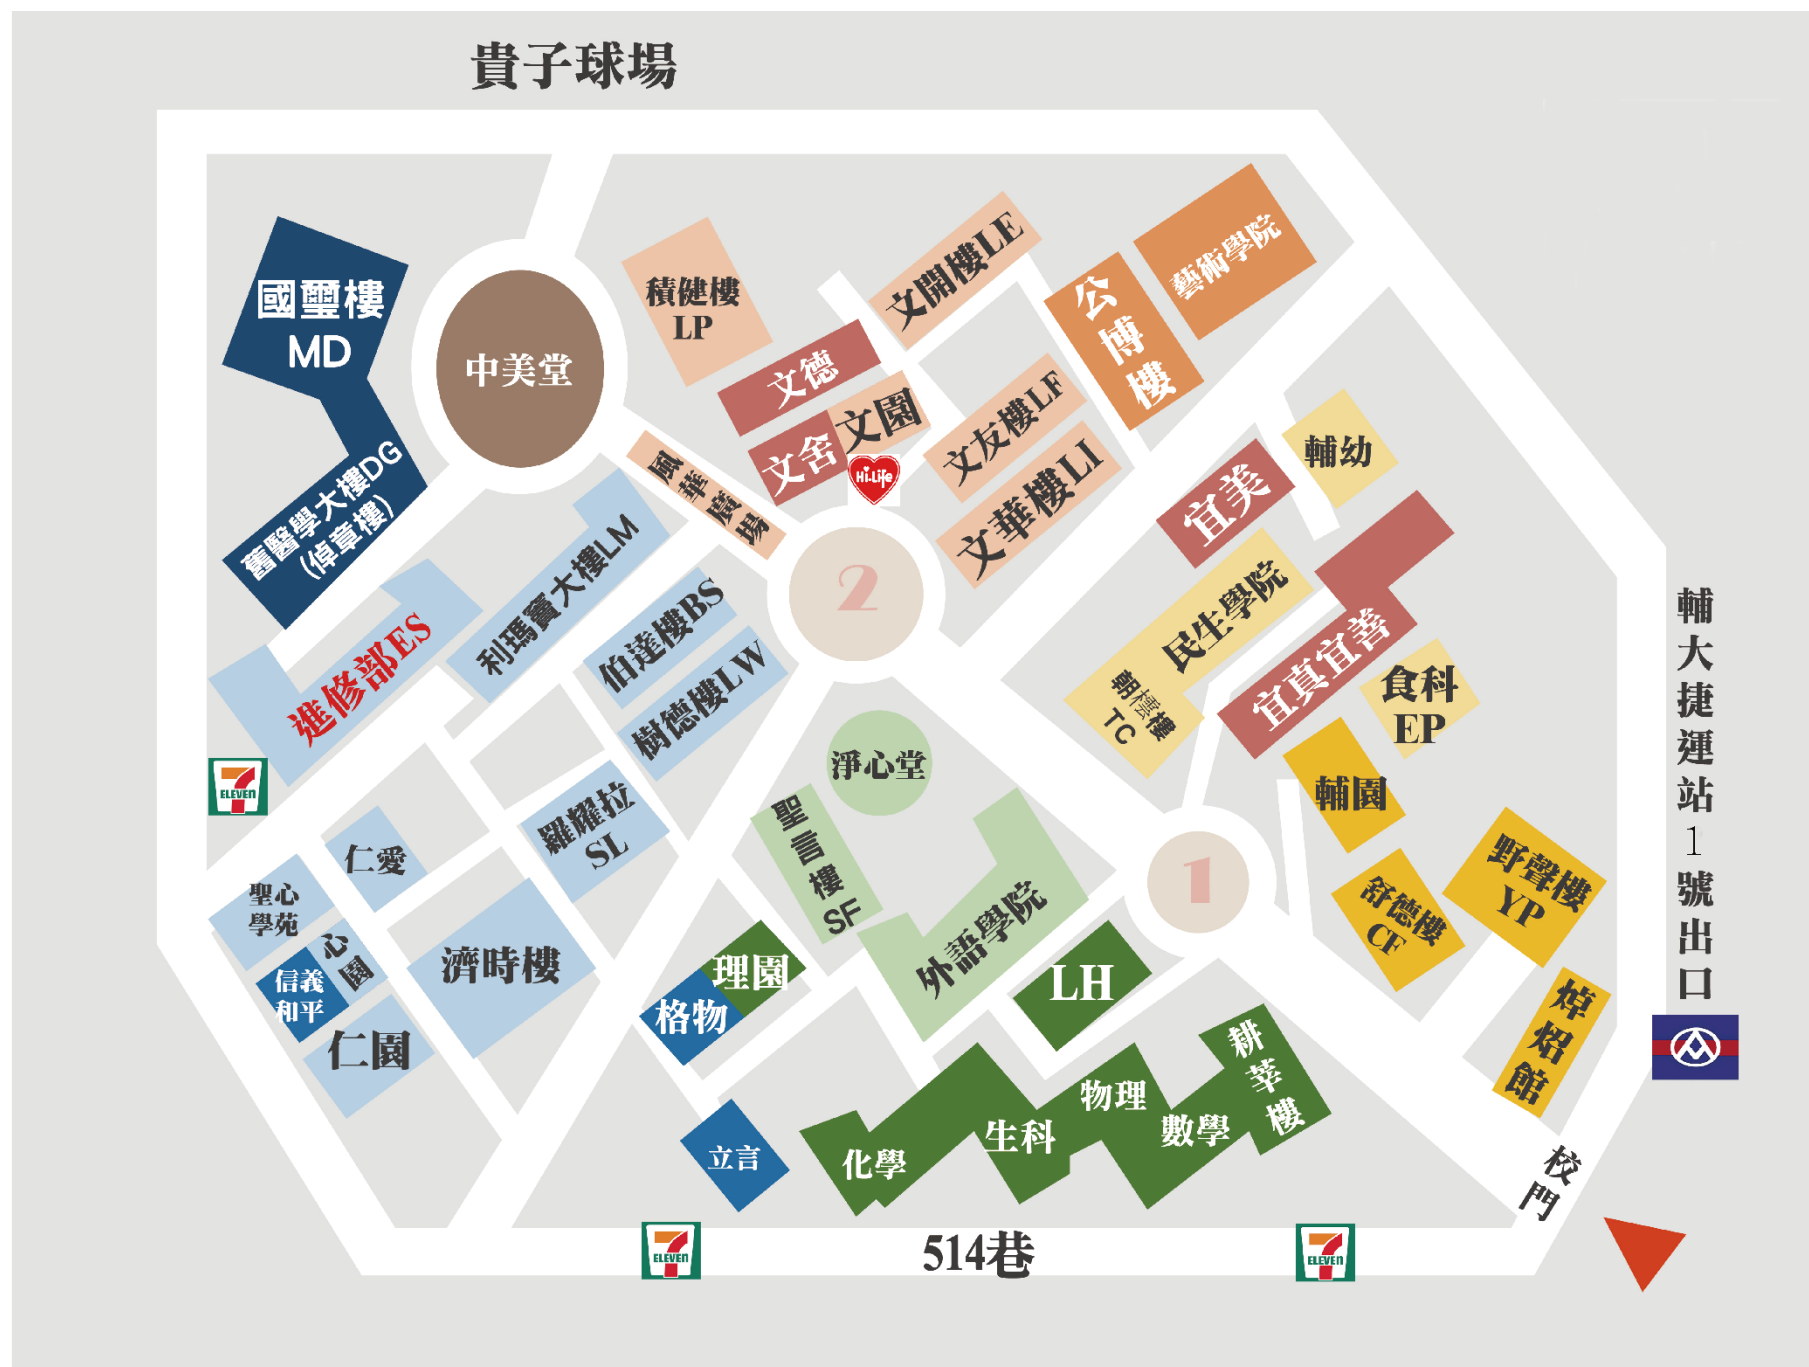 貴子球場
國璽樓
MD
中美堂
積健樓
LP
文開樓LE
藝術學院
公博樓
文德
文舍
文園
Hi-Life
文友樓LF
文華樓LI
風華廣場
舊醫學大樓DG
(倬章樓)
進修部ES
利瑪竇大樓LM
伯達樓BS
樹德樓LW
2
宜美
輔幼
民生學院
朝橒樓
TC
宜真宜善
食科
EP
輔大捷運站1號出口
淨心堂
聖言樓SF
外語學院
輔園
野聲樓
YP
舒德樓
CF
1
7
ELEVEn
仁愛
羅耀拉
SL
聖心
學苑
心園
信義
和平
仁園
濟時樓
理園
格物
LH
焯炤館
立言
化學
生科
物理
數學
耕莘樓
校門
7
ELEVEn
514巷
7
ELEVEn